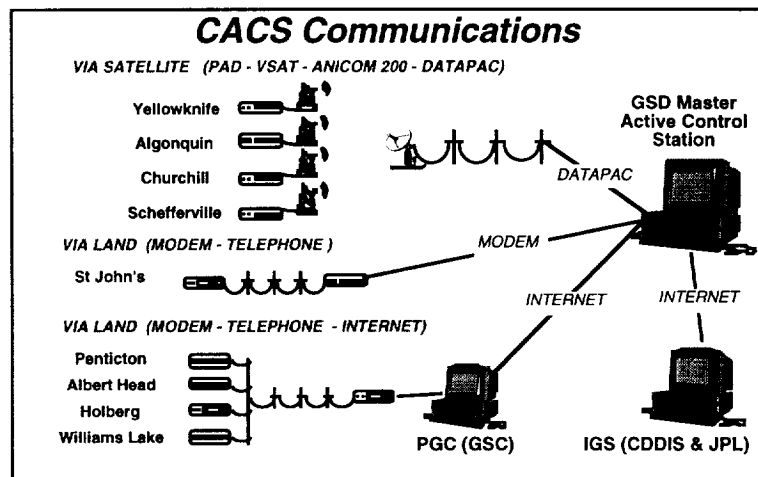 CACS Communications
VIA SATELLITE (PAD - VSAT - ANICOM 200 - DATAPAC)
Yellowknife
Algonquin
Churchill
Schefferville
GSD Master
Active Control
Station
DATAPAC
VIA LAND (MODEM - TELEPHONE )
St John's
MODEM
INTERNET
INTERNET
VIA LAND (MODEM - TELEPHONE - INTERNET)
Penticton
Albert Head
Holberg
Williams Lake
PGC (GSC)
IGS (CDDIS & JPL)